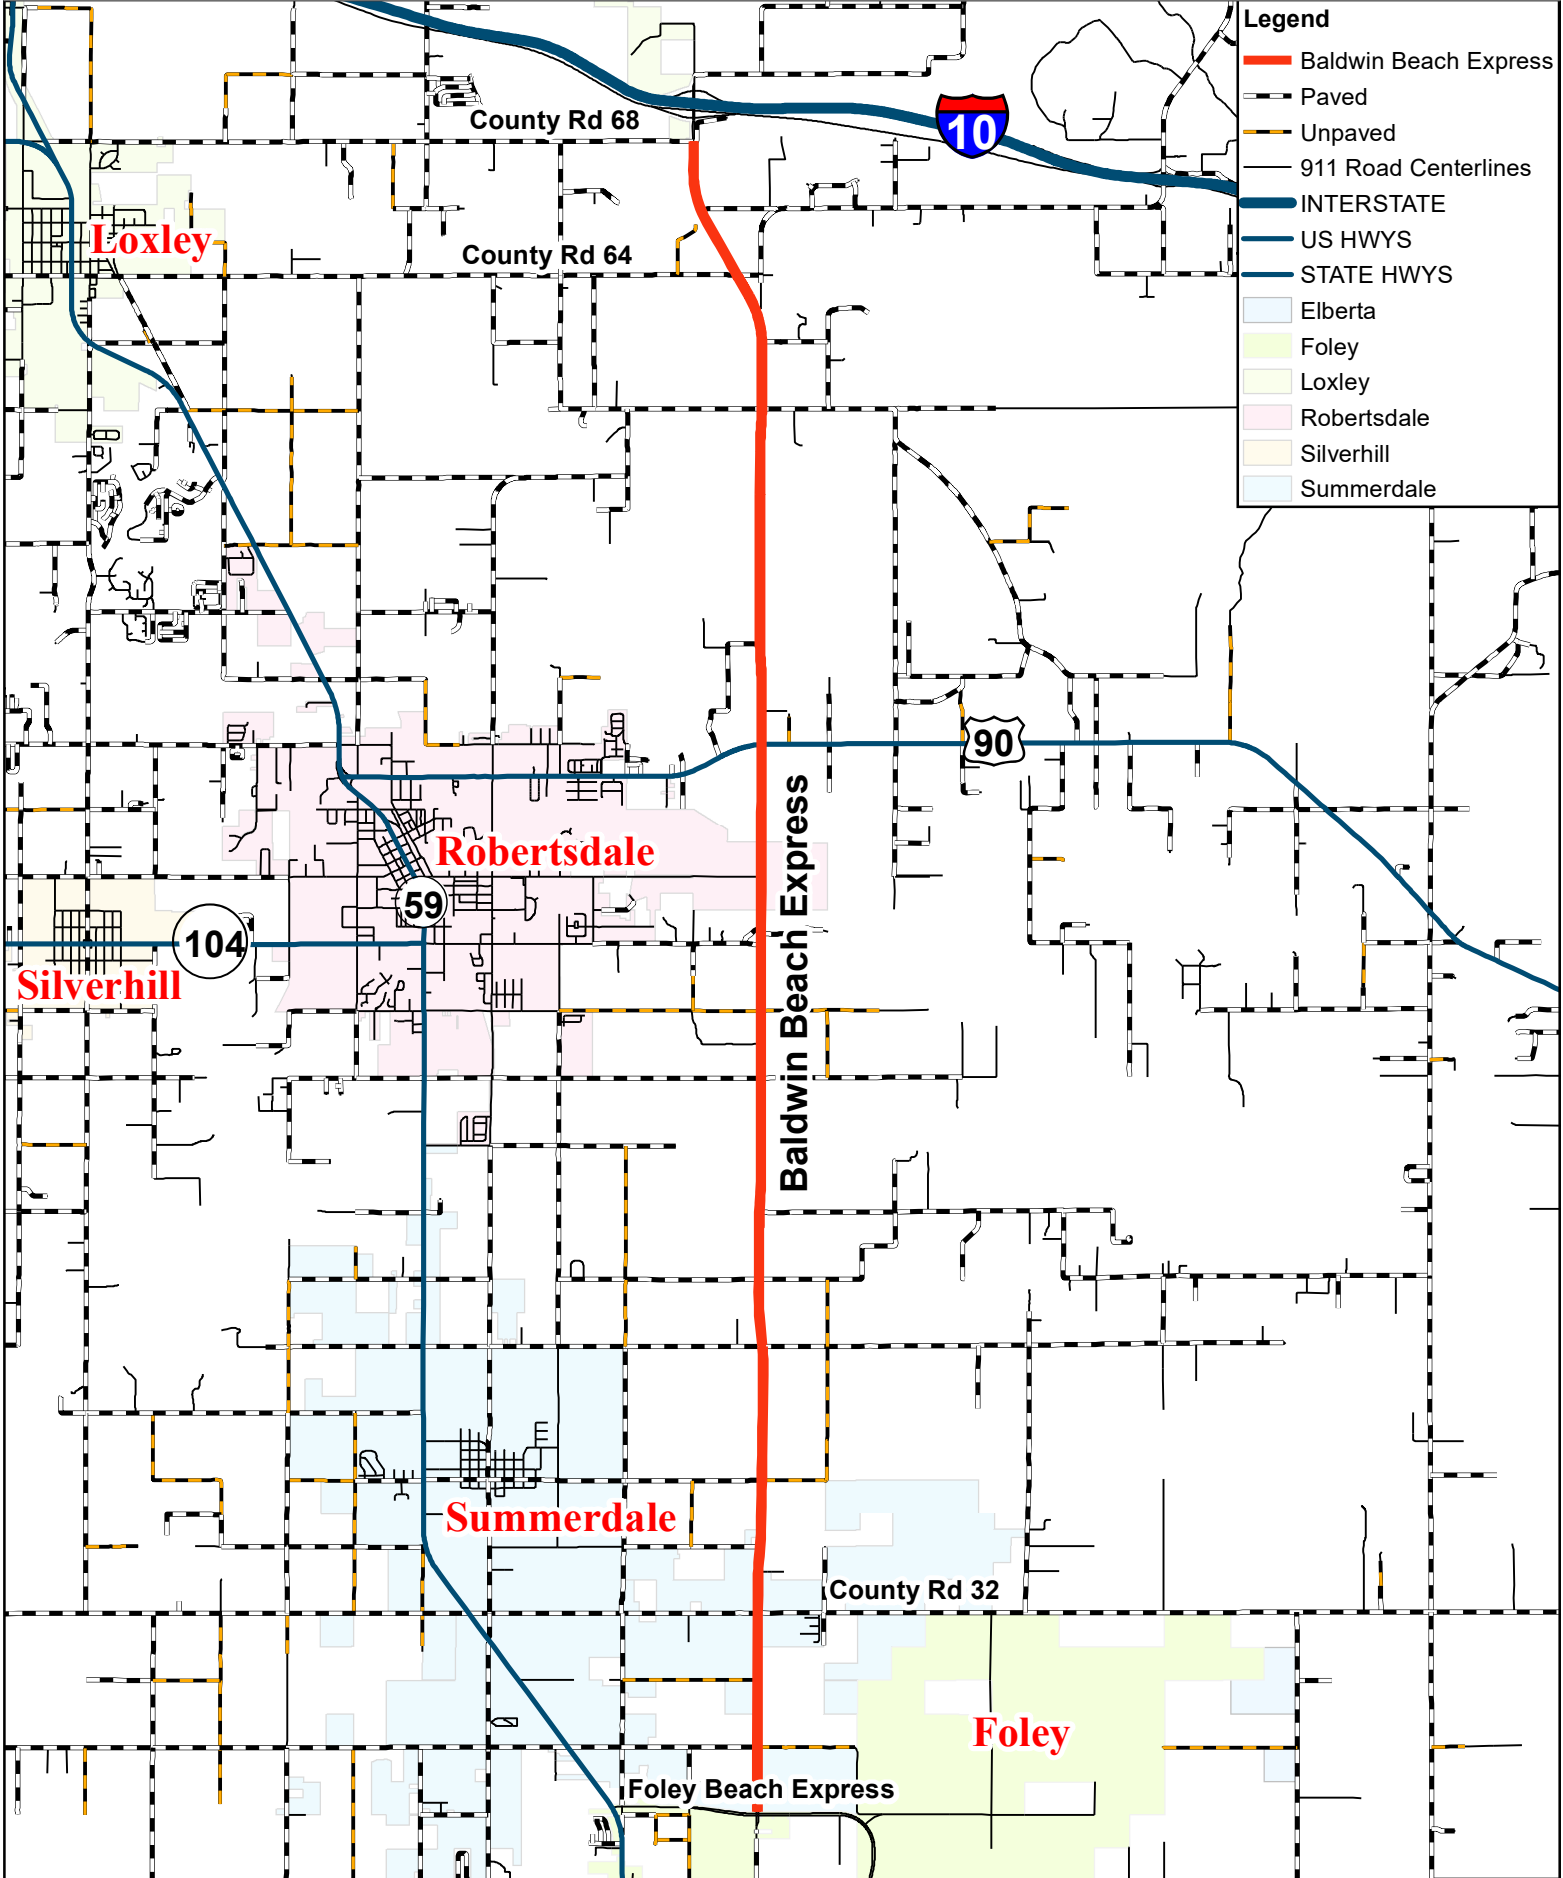 Legend
Baldwin Beach Express
Paved
Unpaved
911 Road Centerlines
INTERSTATE
US HWYS
STATE HWYS
Elberta
Foley
Loxley
Robertsdale
Silverhill
Summerdale
County Rd 68
10
Loxley
County Rd 64
90
Baldwin Beach Express
Robertsdale
59
104
Silverhill
Summerdale
County Rd 32
Foley
Foley Beach Express